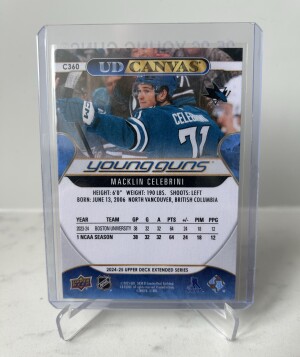 C360
UD CANVAS
CELEBRINI
71
YOUNG GUNS
MACKLIN CELEBRINI
HEIGHT: 6'0" WEIGHT: 190 LBS. SHOOTS: LEFT
BORN: JUNE 13, 2006 NORTH VANCOUVER, BRITISH COLUMBIA
YEAR TEAM GP G A PTS +/- PIM PPG
2023-24 BOSTON UNIVERSITY 38 32 32 64 24 18 12
1 NCAA SEASON 38 32 32 64 24 18 12
2024-25 UPPER DECK EXTENDED SERIES